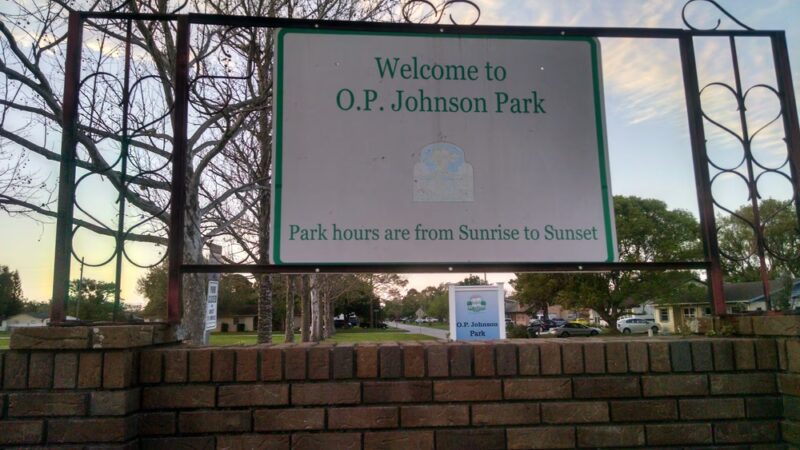 Welcome to
O.P. Johnson Park
Park hours are from Sunrise to Sunset
O.P. Johnson
Park